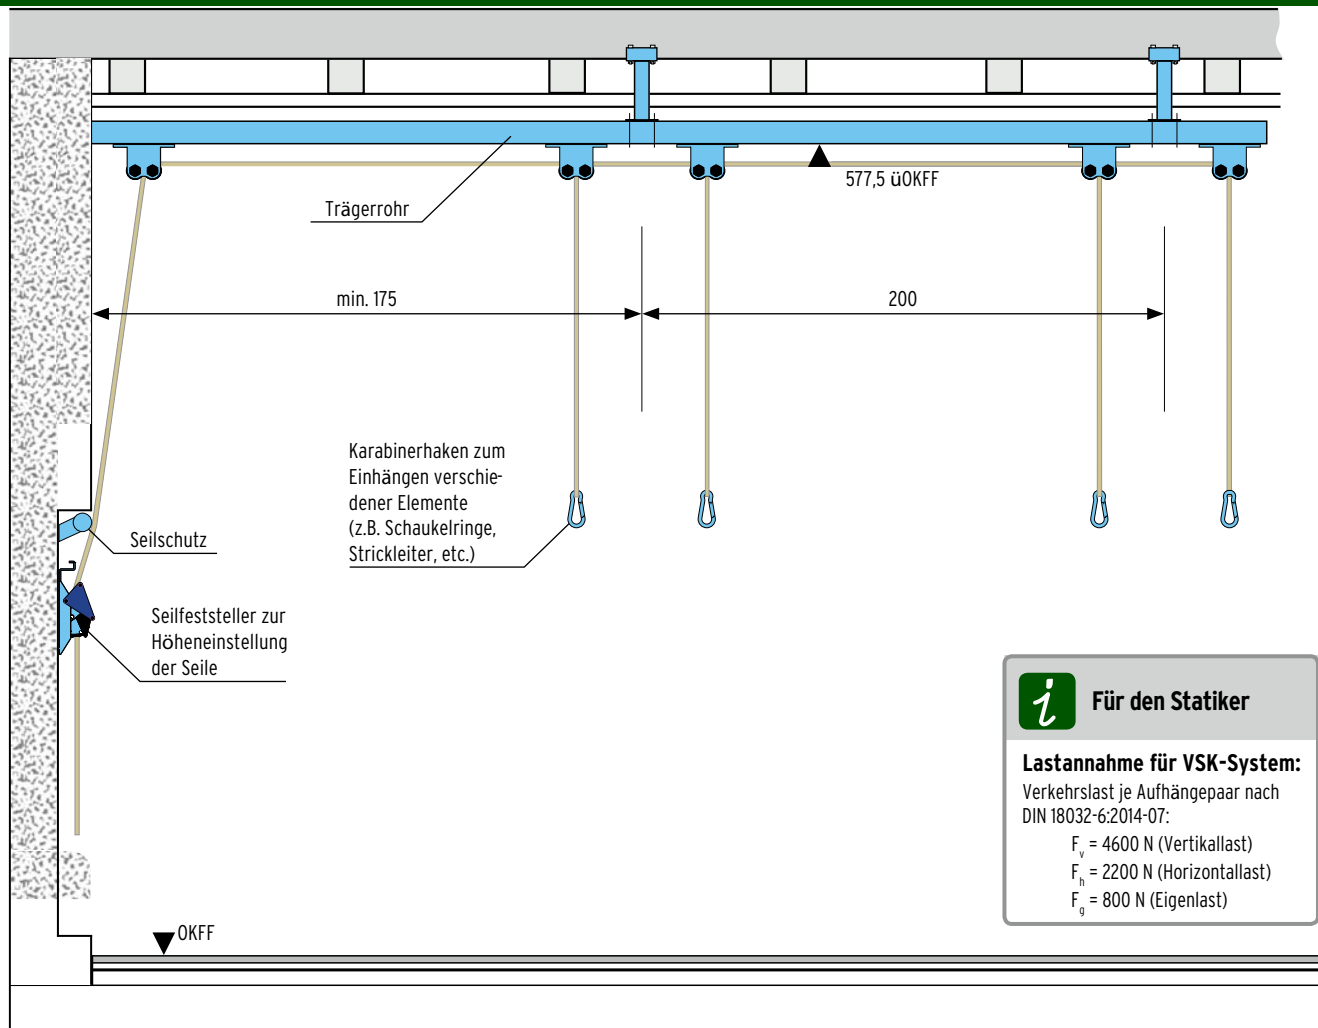 577,5 üOKFF
Trägerrohr
min. 175
200
Karabinerhaken zum
Einhängen verschie-
dener Elemente
(z.B. Schaukelringe,
Strickleiter, etc.)
Seilschutz
Seilfeststeller zur
Höheneinstellung
der Seile
i Für den Statiker
Lastannahme für VSK-System:
Verkehrslast je Aufhängepaar nach
DIN 18032-6:2014-07:
Fv = 4600 N (Vertikallast)
Fh = 2200 N (Horizontallast)
Fg = 800 N (Eigenlast)
OKFF